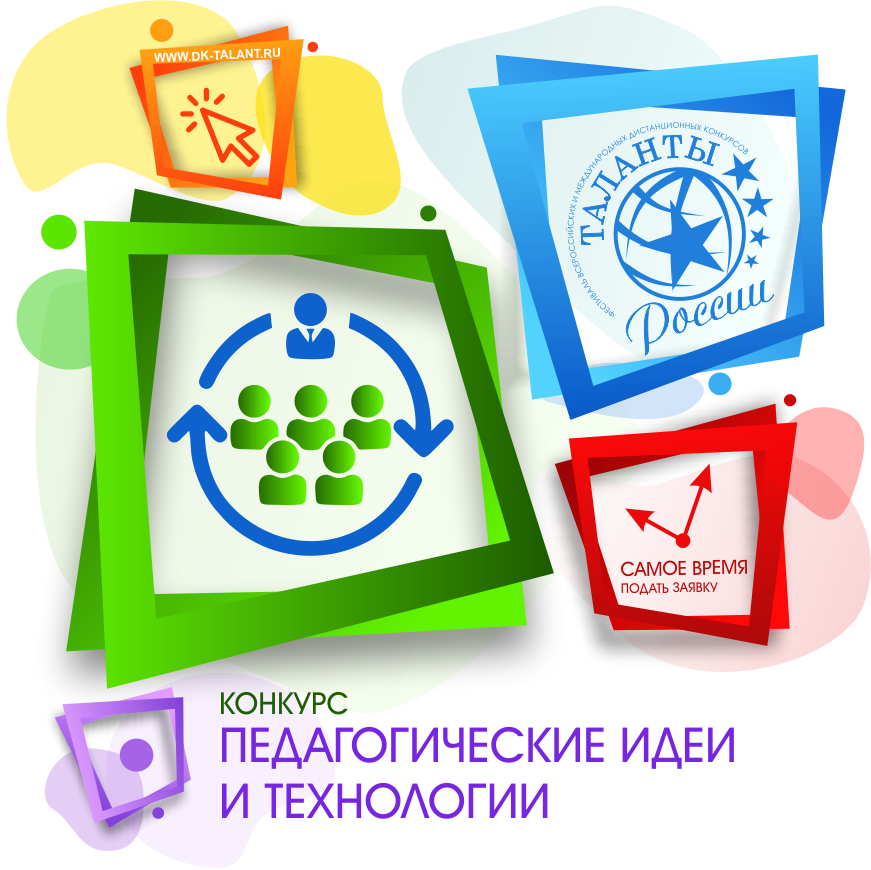 WWW.DK-TALANT.RU
ФЕСТИВАЛЬ ВСЕРОССИЙСКИХ И МЕЖДУНАРОДНЫХ ДИСТАНЦИОННЫХ КОНКУРСОВ
ТАЛАНТЫ
России
САМОЕ ВРЕМЯ
ПОДАТЬ ЗАЯВКУ
КОНКУРС
ПЕДАГОГИЧЕСКИЕ ИДЕИ
И ТЕХНОЛОГИИ